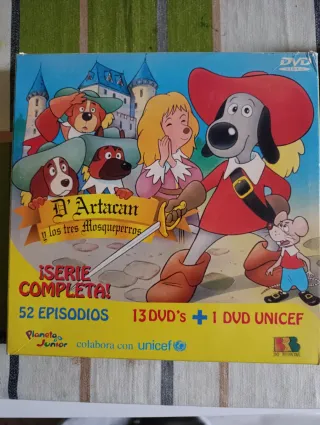 DVD
D'Artacan
y los tres Mosqueperros
¡SERIE
COMPLETA!
52 EPISODIOS
13 DVD's + 1 DVD UNICEF
Planeta
Junior
colabora con unicef
BRB